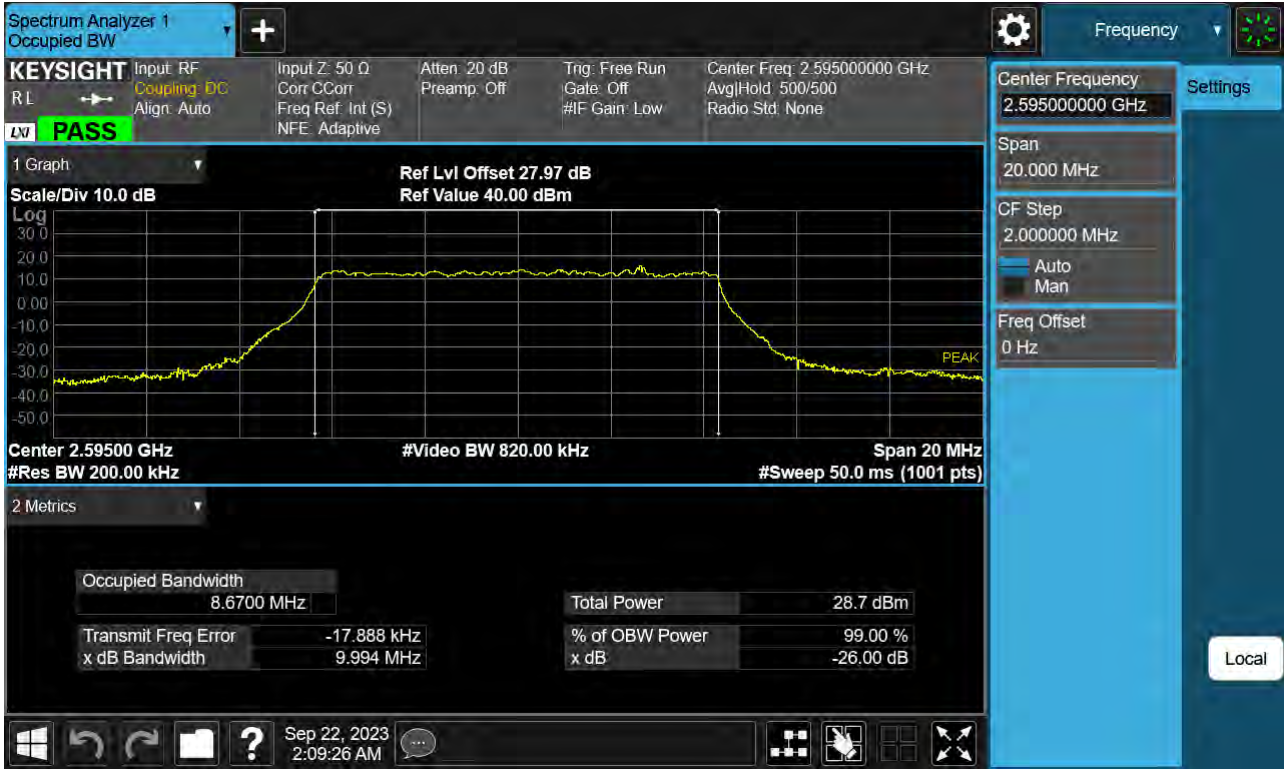 Spectrum Analyzer 1
Occupied BW
Frequency
KEYSIGHT
R L
LXI
PASS
Input: RF
Coupling: DC
Align: Auto
Input Z: 50 Ω
Corr CCorr
Freq Ref: Int (S)
NFE: Adaptive
Atten: 20 dB
Preamp: Off
Trig: Free Run
Gate: Off
#IF Gain: Low
Center Freq: 2.595000000 GHz
Avg|Hold: 500/500
Radio Std: None
Center Frequency
2.595000000 GHz
Settings
Span
20.000 MHz
CF Step
2.000000 MHz
Auto
Man
Freq Offset
0 Hz
Local
1 Graph
Scale/Div 10.0 dB
Ref Lvl Offset 27.97 dB
Ref Value 40.00 dBm
Log
30.0
20.0
10.0
0.00
-10.0
-20.0
-30.0
-40.0
-50.0
PEAK
Center 2.59500 GHz
#Video BW 820.00 kHz
Span 20 MHz
#Res BW 200.00 kHz
#Sweep 50.0 ms (1001 pts)
2 Metrics
Occupied Bandwidth
8.6700 MHz
Total Power 28.7 dBm
Transmit Freq Error -17.888 kHz
% of OBW Power 99.00 %
x dB Bandwidth 9.994 MHz
x dB -26.00 dB
Sep 22, 2023
2:09:26 AM